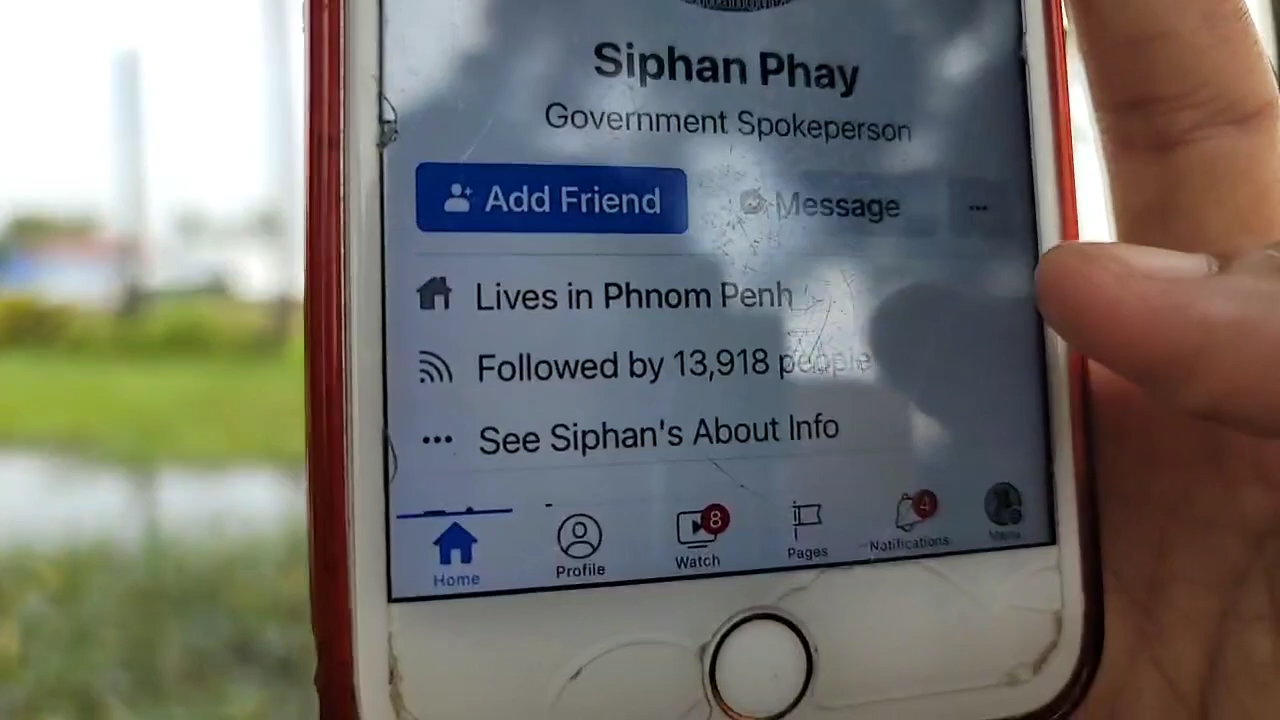 Siphan Phay
Government Spokeperson
Add Friend
Message
Lives in Phnom Penh
Followed by 13,918 people
See Siphan's About Info
8
4
Home
Profile
Watch
Pages
Notifications
Menu